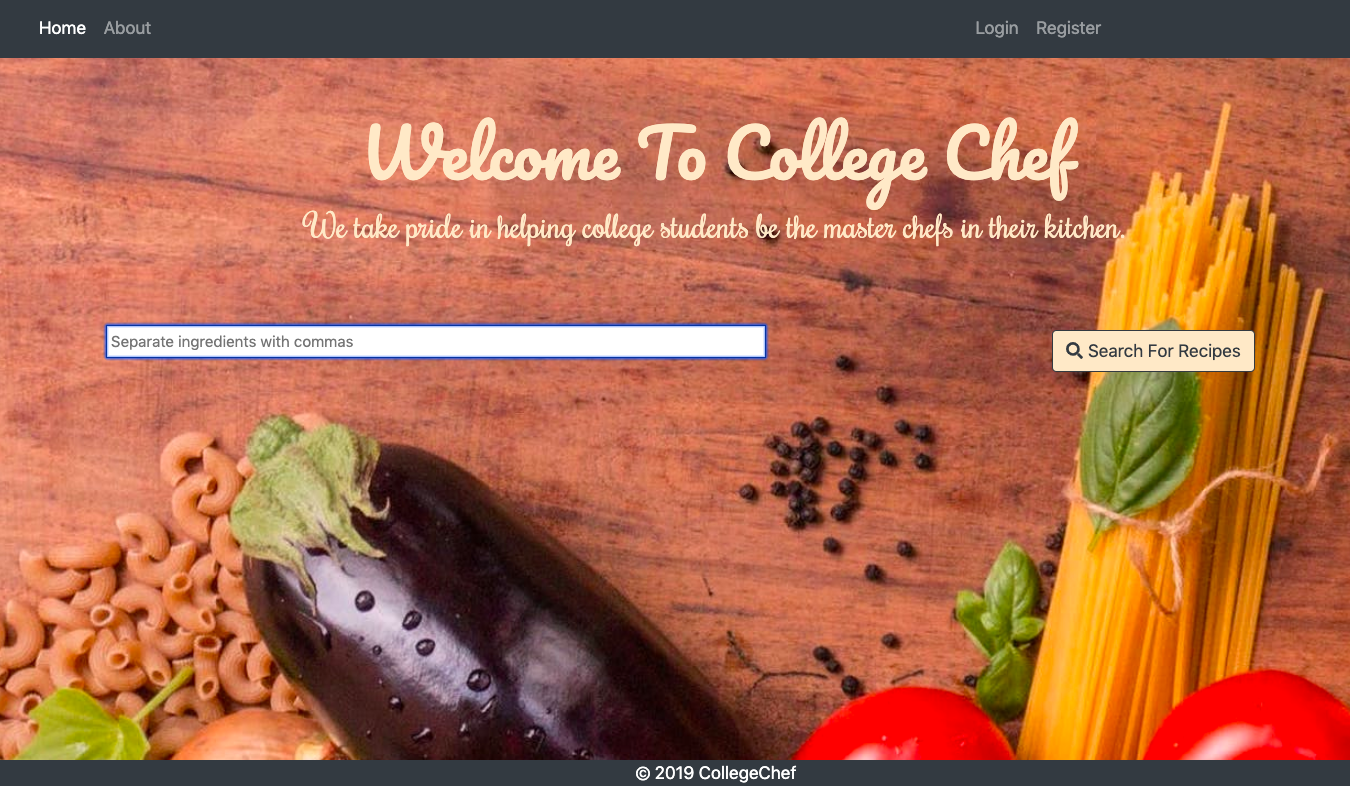 Home About Login Register
Welcome To College Chef
We take pride in helping college students be the master chefs in their kitchen.
Separate ingredients with commas
Search For Recipes
© 2019 CollegeChef